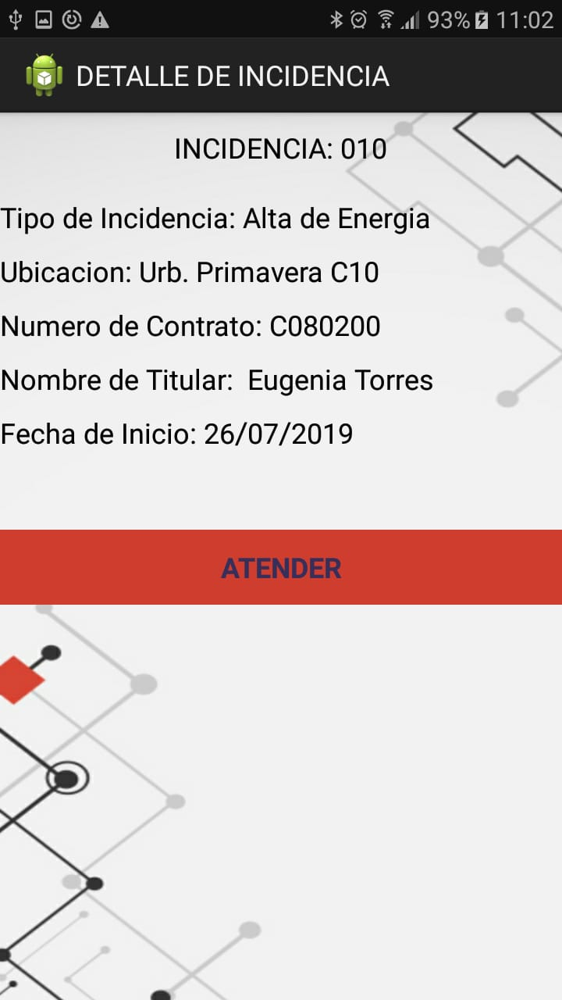 93% 11:02
DETALLE DE INCIDENCIA
INCIDENCIA: 010
Tipo de Incidencia: Alta de Energia
Ubicacion: Urb. Primavera C10
Numero de Contrato: C080200
Nombre de Titular: Eugenia Torres
Fecha de Inicio: 26/07/2019
ATENDER